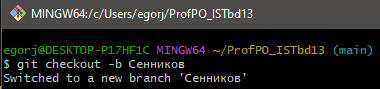 MINGW64:/c/Users/egorj/ProfPO_ISTbd13
egorj@DESKTOP-P17HF1C MINGW64 ~/ProfPO_ISTbd13 (main)
$ git checkout -b Сенников
Switched to a new branch 'Сенников'